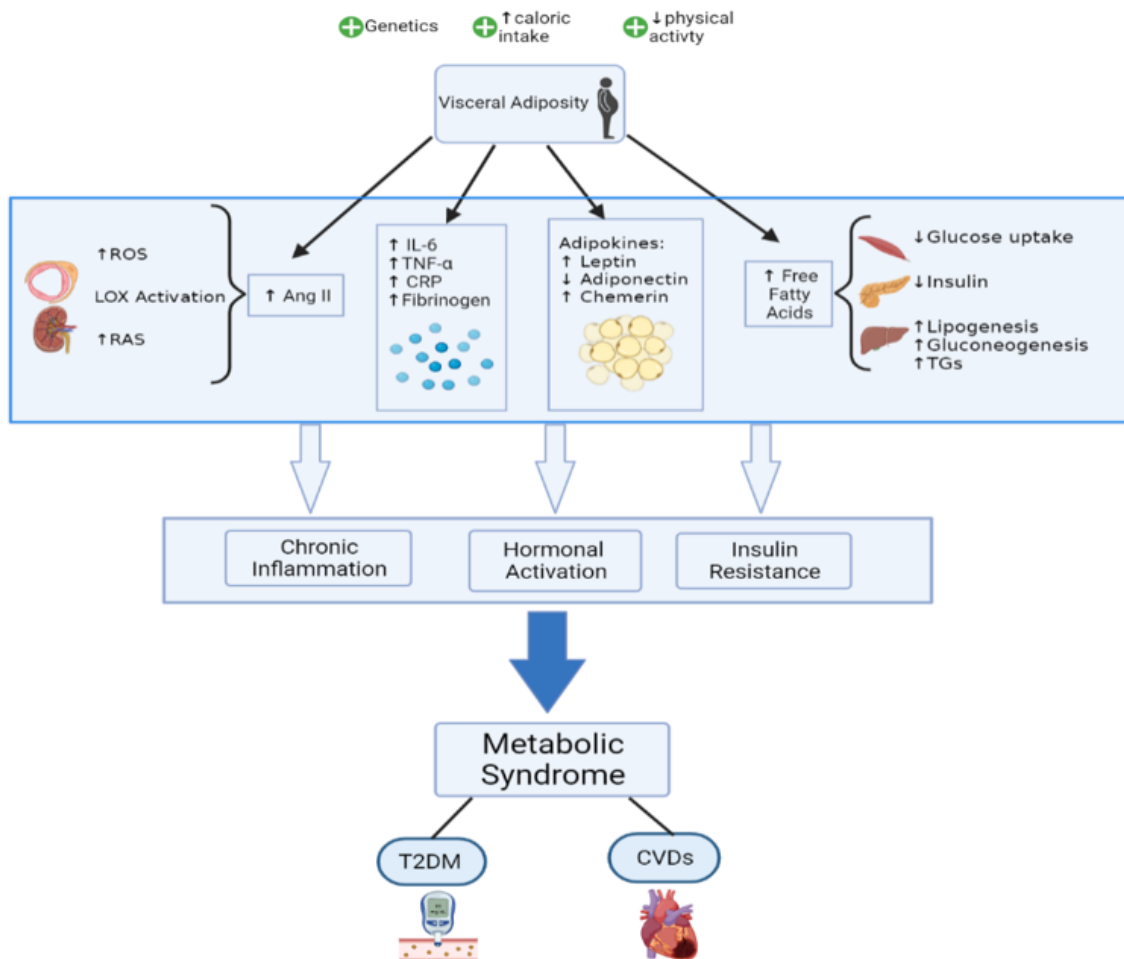 Genetics
↑caloric
intake
↓physical
activty
Visceral Adiposity
↑ROS
LOX Activation
↑RAS
↑ Ang II
↑ IL-6
↑TNF-α
↑ CRP
↑Fibrinogen
Adipokines:
↑ Leptin
↓ Adiponectin
↑ Chemerin
↑ Free
Fatty
Acids
↓Glucose uptake
↓Insulin
↑Lipogenesis
↑Gluconeogenesis
↑TGs
Chronic
Inflammation
Hormonal
Activation
Insulin
Resistance
Metabolic
Syndrome
T2DM
CVDs